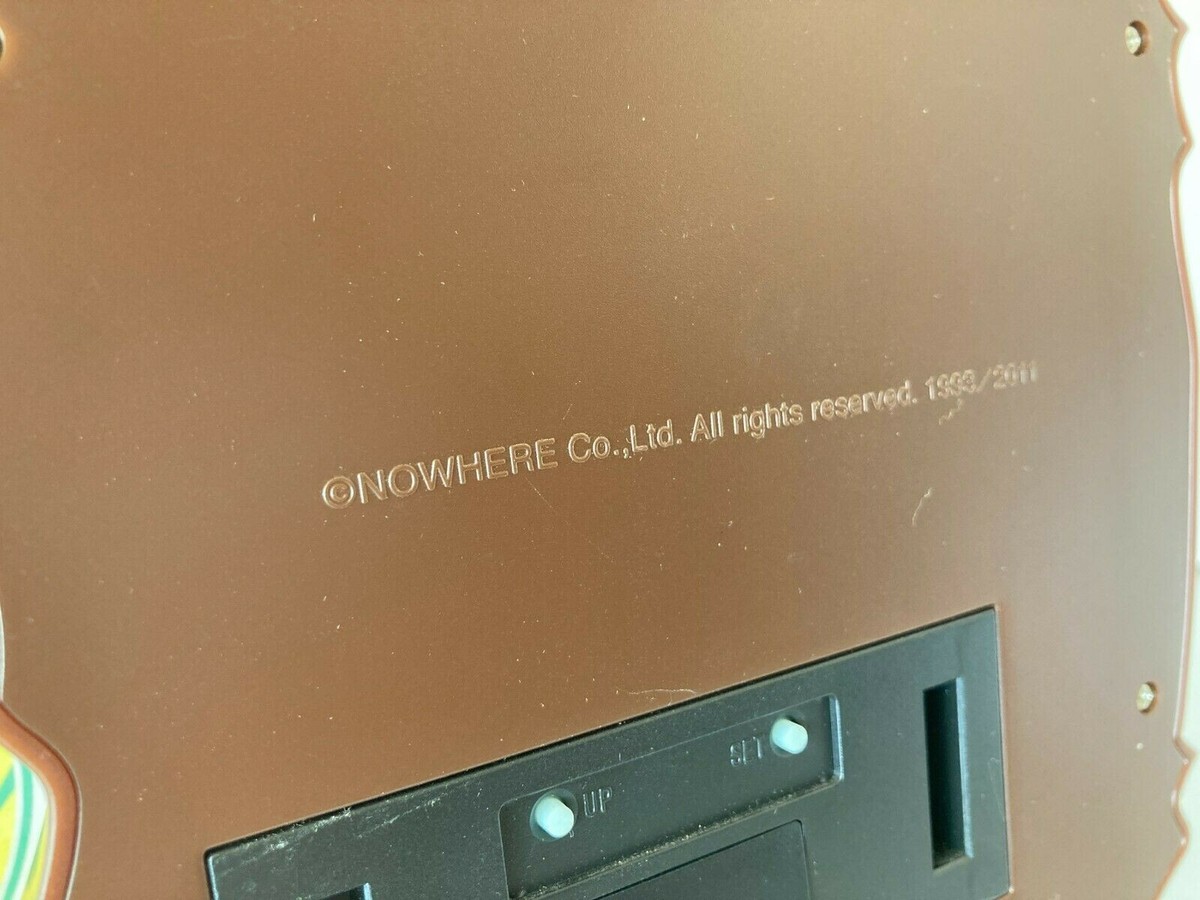 ©NOWHERE Co.,Ltd. All rights reserved. 1993/2011
SET
UP